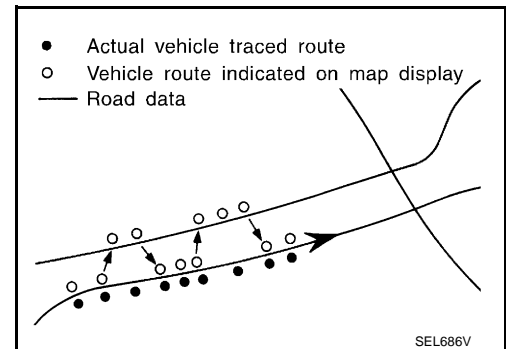 Actual vehicle traced route
Vehicle route indicated on map display
Road data
SEL686V